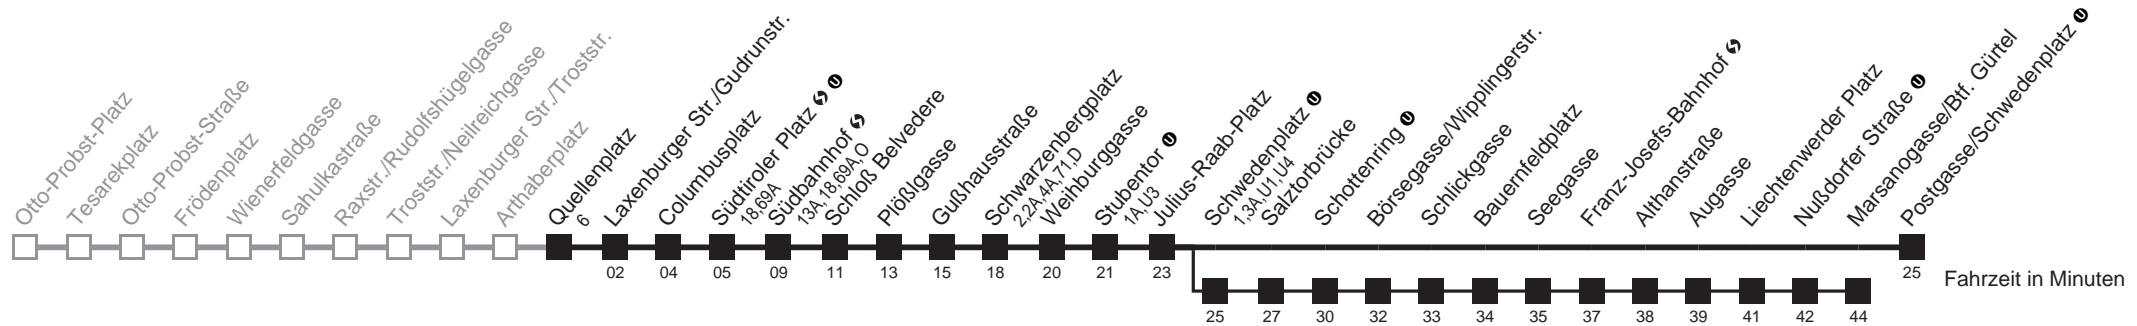 Otto-Probst-Platz
Tesarekplatz
Otto-Probst-Straße
Frödenplatz
Wienerfeldgasse
Sahulkastraße
Raxstr./Rudolfshügelgasse
Troststr./Neilreichgasse
Laxenburger Str./Troststr.
Arthaberplatz
Quellenplatz
6
Laxenburger Str./Gudrunstr.
Columbusplatz
Südtiroler Platz S U
18,69A
Südbahnhof S
13A,18,69A,O
Schloß Belvedere
Plößlgasse
Gußhausstraße
Schwarzenbergplatz
2,2A,4A,71,D
Weihburggasse
Stubentor U
1A,U3
Julius-Raab-Platz
Schwedenplatz U
1,3A,U1,U4
Salztorbrücke
Schottenring U
Börsegasse/Wipplingerstr.
Schlickgasse
Bauernfeldplatz
Seegasse
Franz-Josefs-Bahnhof S
Althanstraße
Augasse
Liechtenwerder Platz
Nußdorfer Straße U
Marsanogasse/Btf. Gürtel
Postgasse/Schwedenplatz U
02 04 05 09 11 13 15 18 20 21 23 25
Fahrzeit in Minuten
25 27 30 32 33 34 35 37 38 39 41 42 44